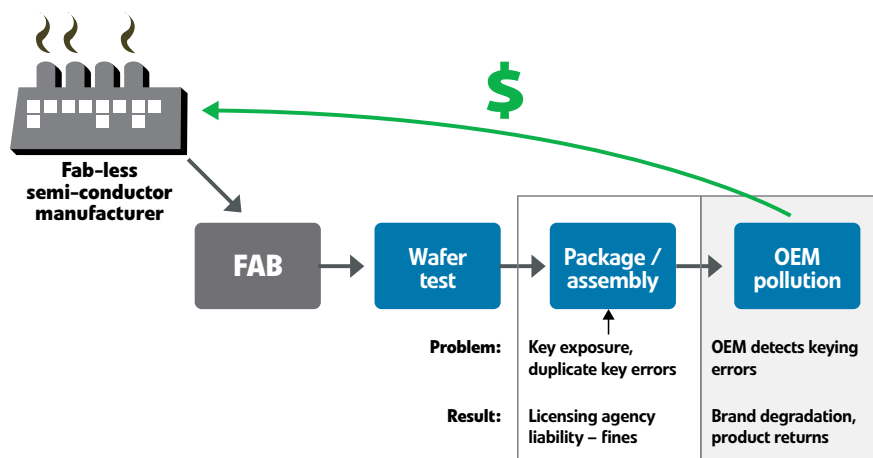 $
Fab-less
semi-conductor
manufacturer
FAB
Wafer
test
Package /
assembly
OEM
pollution
Problem:
Key exposure,
duplicate key errors
OEM detects keying
errors
Result:
Licensing agency
liability – fines
Brand degradation,
product returns